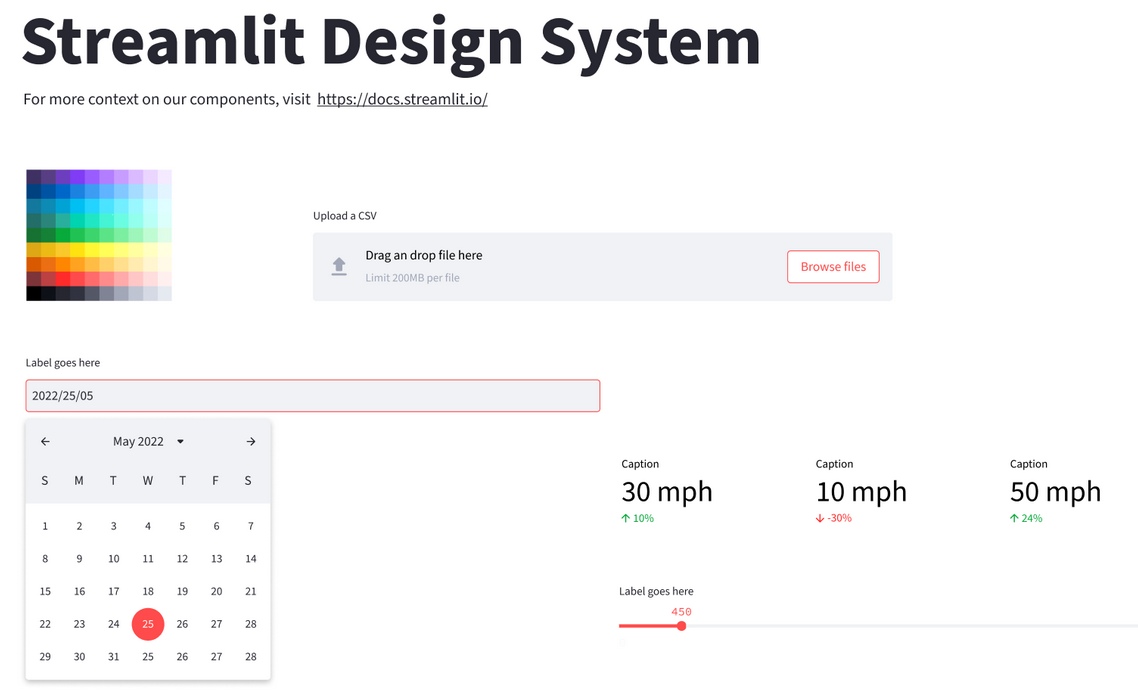 Streamlit Design System
For more context on our components, visit https://docs.streamlit.io/
Upload a CSV
Drag an drop file here
Limit 200MB per file
Browse files
Label goes here
2022/25/05
May 2022
S M T W T F S
1 2 3 4 5 6 7
8 9 10 11 12 13 14
15 16 17 18 19 20 21
22 23 24 25 26 27 28
29 30 31 25 26 27 28
Caption
30 mph
10%
Caption
10 mph
-30%
Caption
50 mph
24%
Label goes here
450